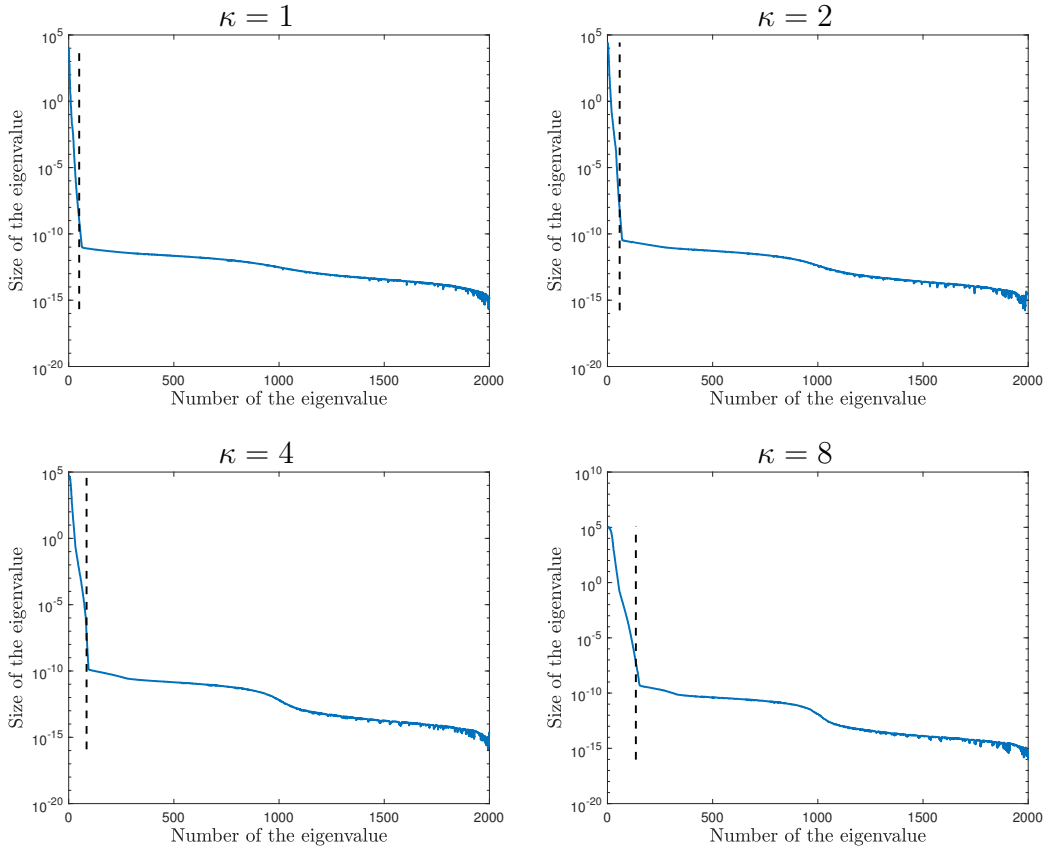 κ = 1
10^5
10^0
10^-5
10^-10
10^-15
10^-20
Size of the eigenvalue
0 500 1000 1500 2000
Number of the eigenvalue
κ = 2
10^5
10^0
10^-5
10^-10
10^-15
10^-20
Size of the eigenvalue
0 500 1000 1500 2000
Number of the eigenvalue
κ = 4
10^5
10^0
10^-5
10^-10
10^-15
10^-20
Size of the eigenvalue
0 500 1000 1500 2000
Number of the eigenvalue
κ = 8
10^10
10^5
10^0
10^-5
10^-10
10^-15
10^-20
Size of the eigenvalue
0 500 1000 1500 2000
Number of the eigenvalue